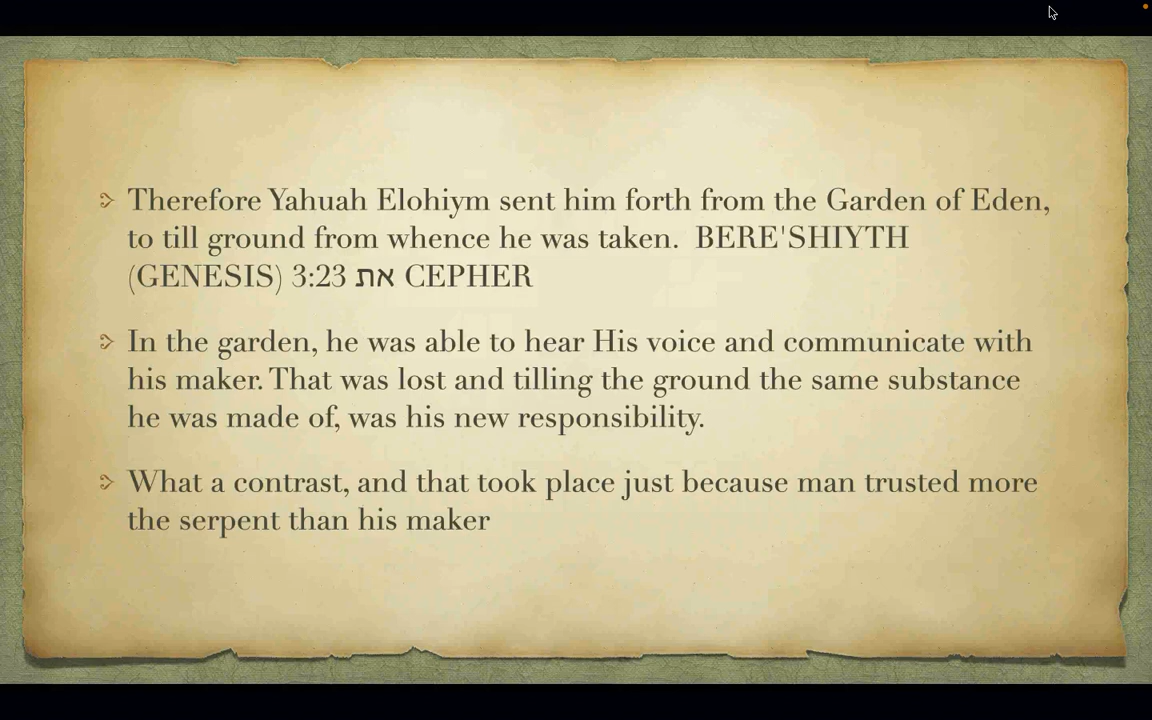 Therefore Yahuah Elohiym sent him forth from the Garden of Eden,
to till ground from whence he was taken.  BERE'SHIYTH
(GENESIS) 3:23 את CEPHER
In the garden, he was able to hear His voice and communicate with
his maker. That was lost and tilling the ground the same substance
he was made of, was his new responsibility.
What a contrast, and that took place just because man trusted more
the serpent than his maker